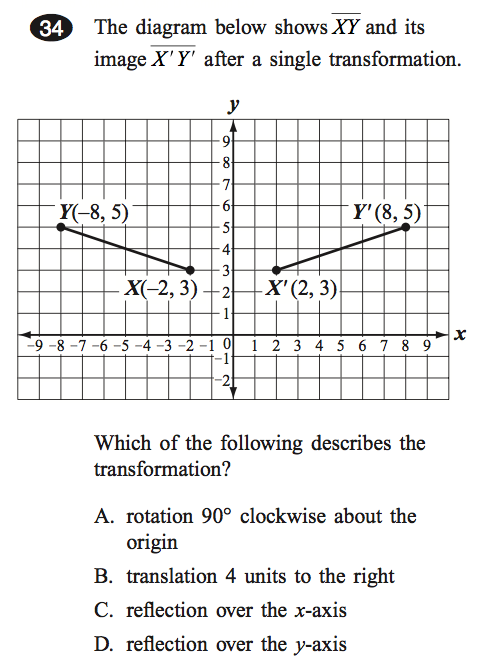 34 The diagram below shows XY and its
image X'Y' after a single transformation.
y
9
8
7
Y(–8, 5) 6 Y'(8, 5)
5
4
3
X(–2, 3) 2 X'(2, 3)
1
x
–9 –8 –7 –6 –5 –4 –3 –2 –1 0 1 2 3 4 5 6 7 8 9
–1
–2
Which of the following describes the
transformation?
A. rotation 90° clockwise about the
origin
B. translation 4 units to the right
C. reflection over the x-axis
D. reflection over the y-axis